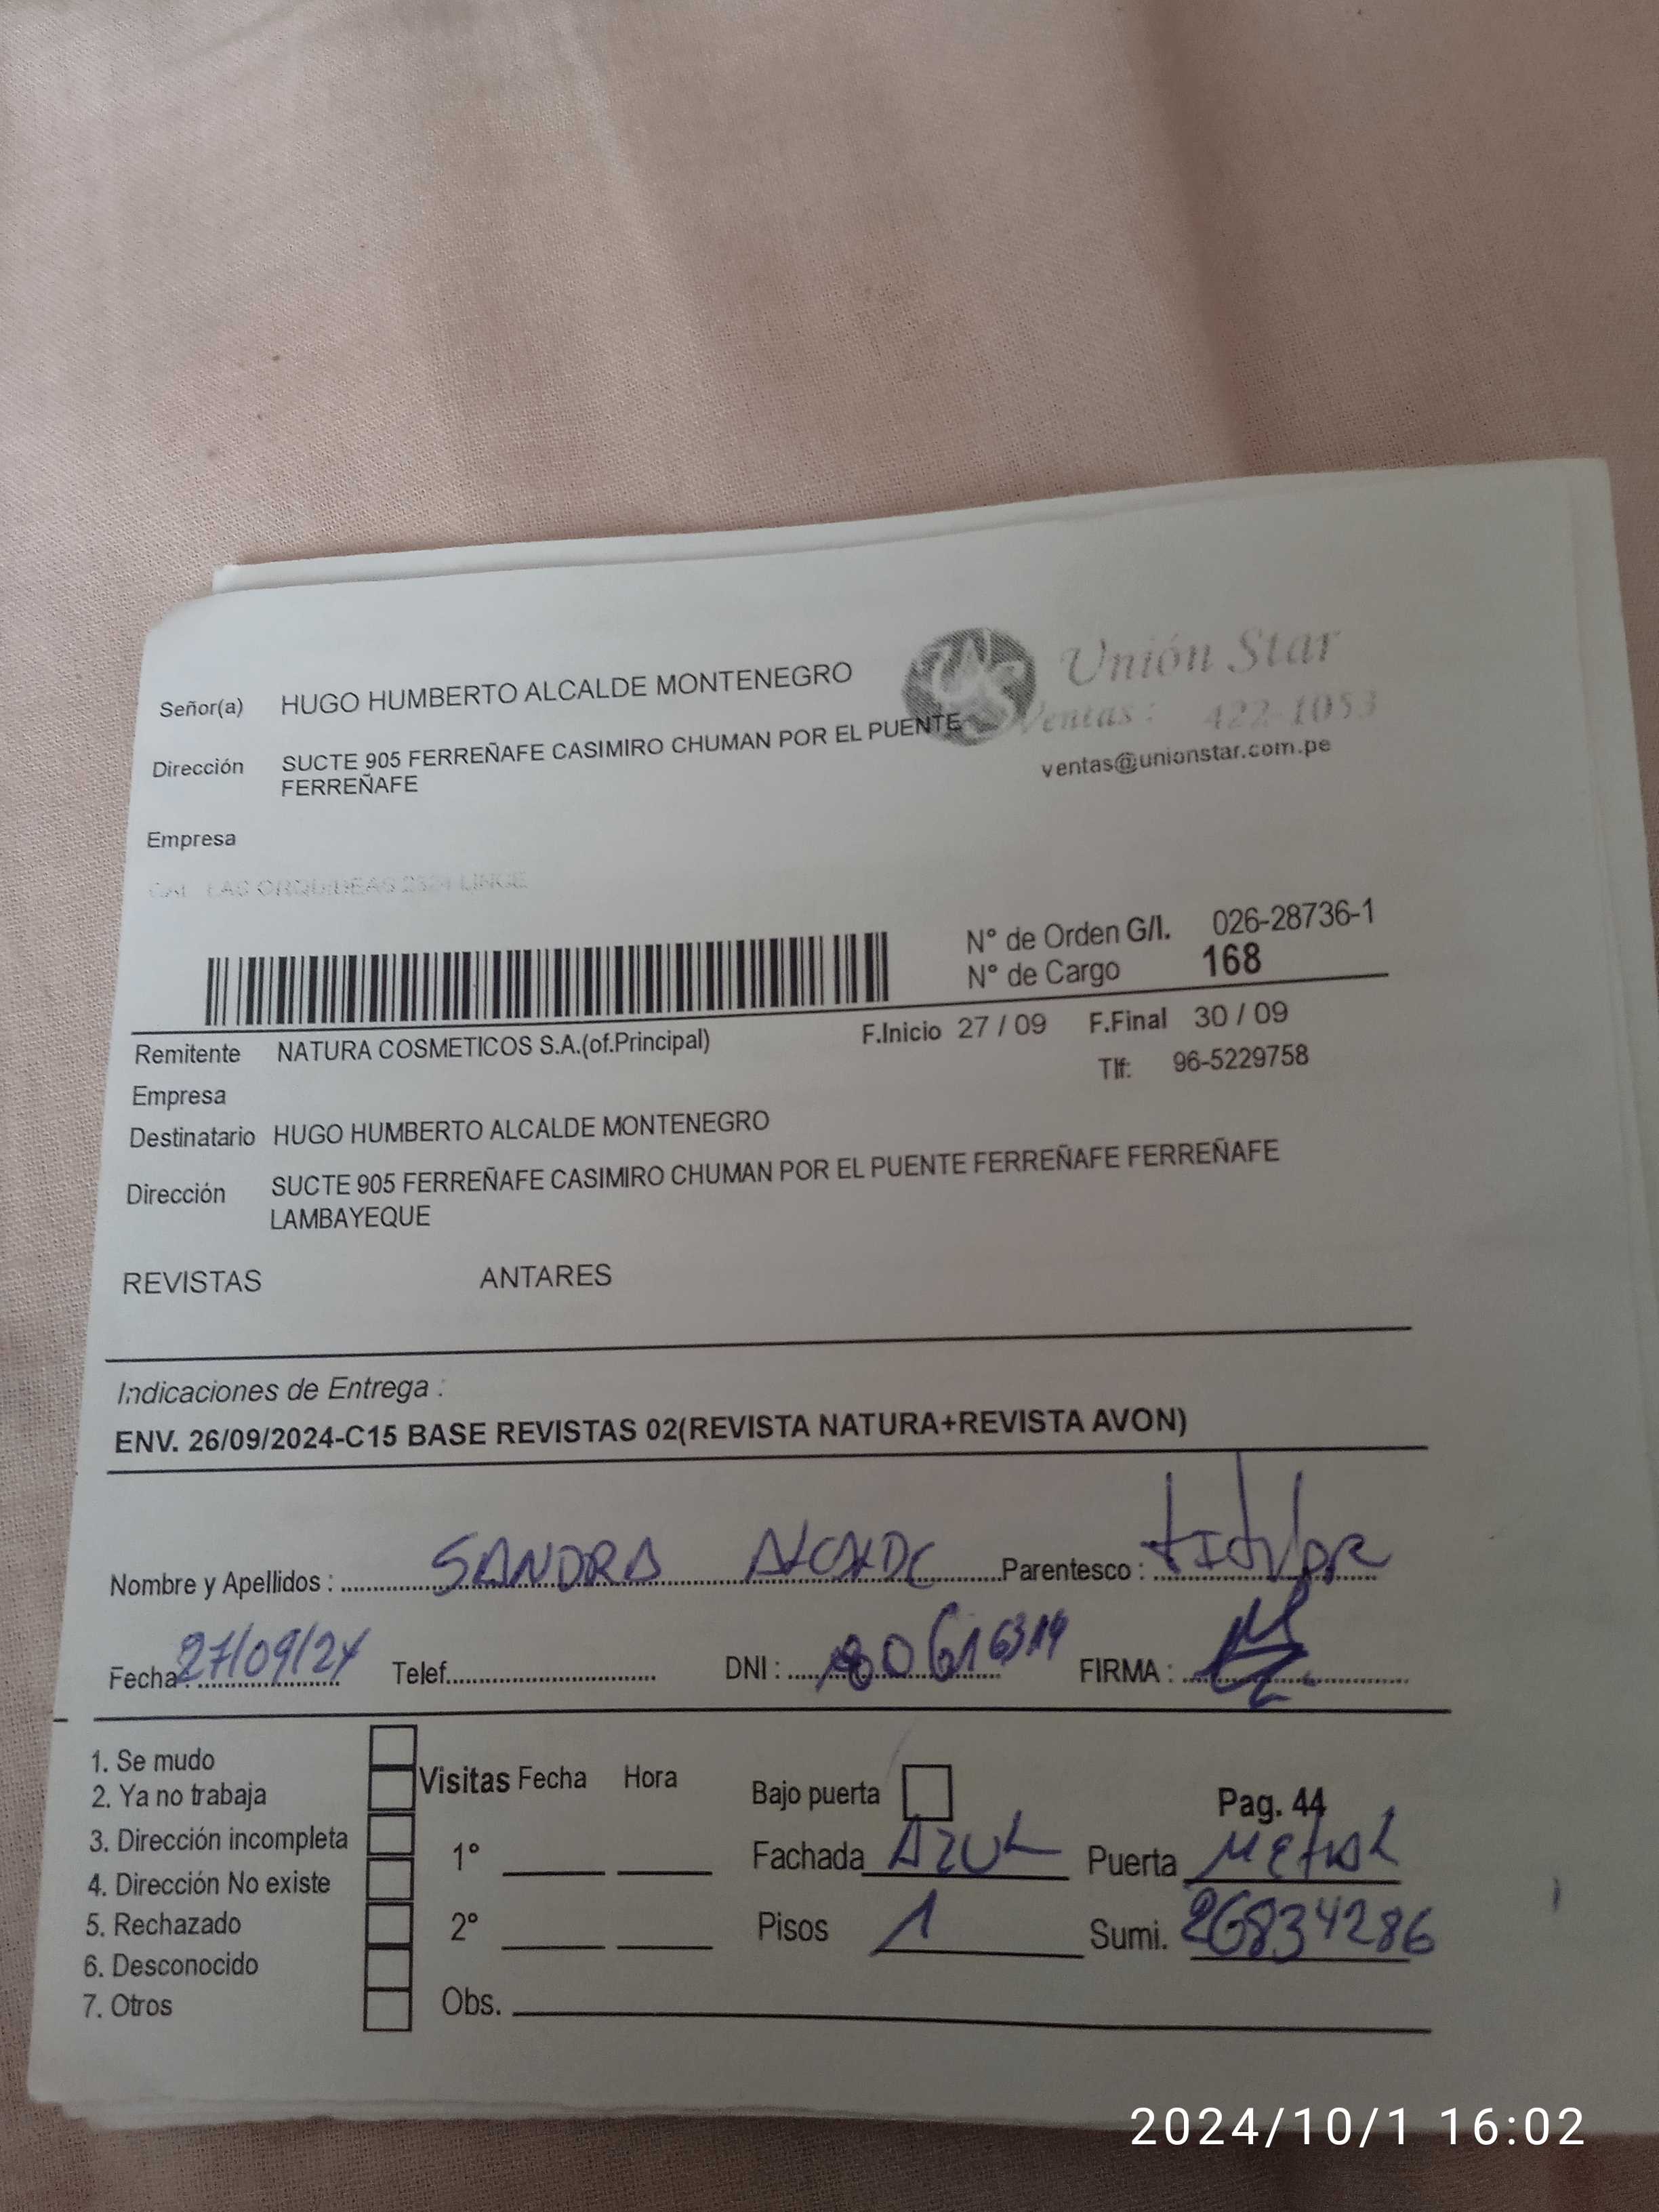 Unión Star
Señor(a) HUGO HUMBERTO ALCALDE MONTENEGRO
Ventas: 422-1053
Dirección SUCTE 905 FERREÑAFE CASIMIRO CHUMAN POR EL PUENTE
FERREÑAFE
ventas@unionstar.com.pe
Empresa
N° de Orden G/I. 026-28736-1
N° de Cargo 168
Remitente NATURA COSMETICOS S.A.(of.Principal) F.Inicio 27 / 09 F.Final 30 / 09
Empresa Tlf: 96-5229758
Destinatario HUGO HUMBERTO ALCALDE MONTENEGRO
Dirección SUCTE 905 FERREÑAFE CASIMIRO CHUMAN POR EL PUENTE FERREÑAFE FERREÑAFE
LAMBAYEQUE
REVISTAS ANTARES
Indicaciones de Entrega :
ENV. 26/09/2024-C15 BASE REVISTAS 02(REVISTA NATURA+REVISTA AVON)
Nombre y Apellidos : SANDRA ALCALDE Parentesco : titular
Fecha : 27/09/24 Telef. DNI : FIRMA :
1. Se mudo
2. Ya no trabaja
3. Dirección incompleta
4. Dirección No existe
5. Rechazado
6. Desconocido
7. Otros
Visitas Fecha Hora
1°
2°
Obs.
Bajo puerta Pag. 44
Fachada AZUL Puerta METAL
Pisos 1 Sumi. 26834286
2024/10/1 16:02